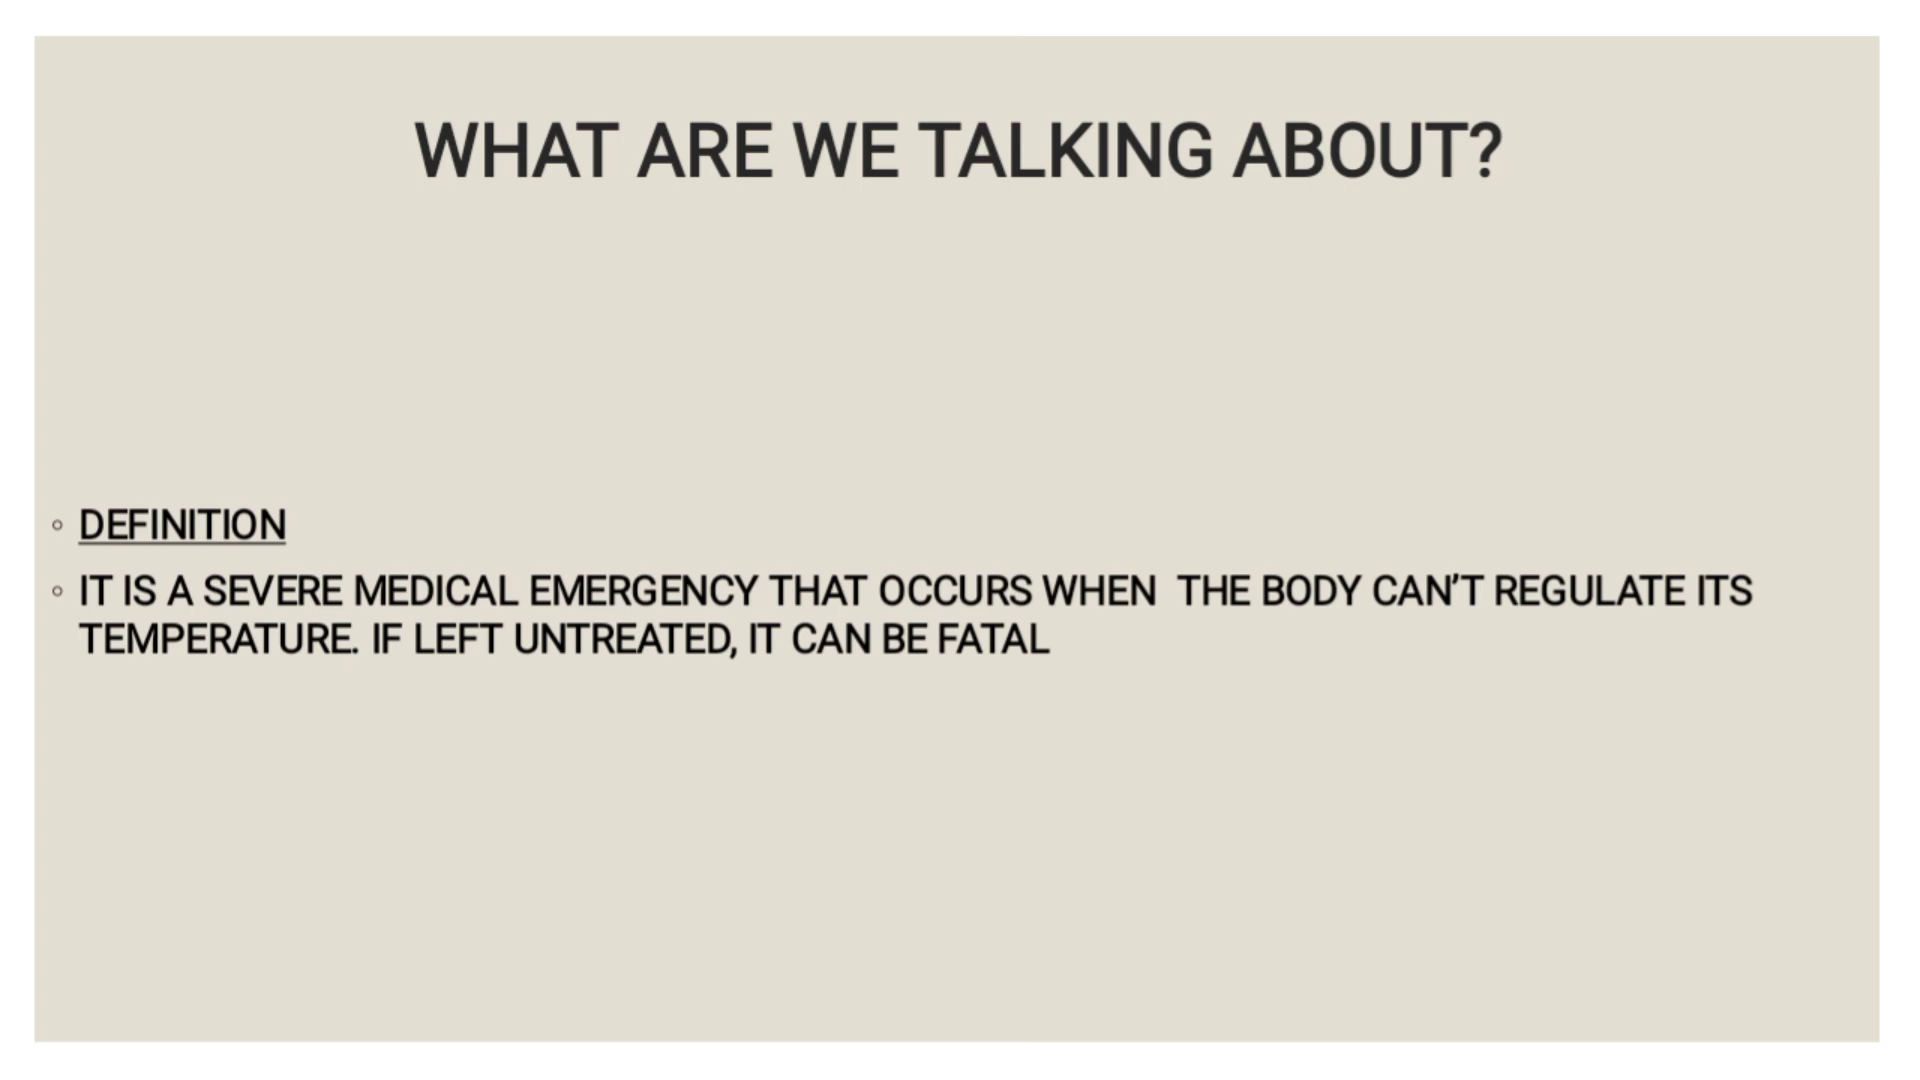 WHAT ARE WE TALKING ABOUT?
◦ DEFINITION
◦ IT IS A SEVERE MEDICAL EMERGENCY THAT OCCURS WHEN  THE BODY CAN’T REGULATE ITS
TEMPERATURE. IF LEFT UNTREATED, IT CAN BE FATAL